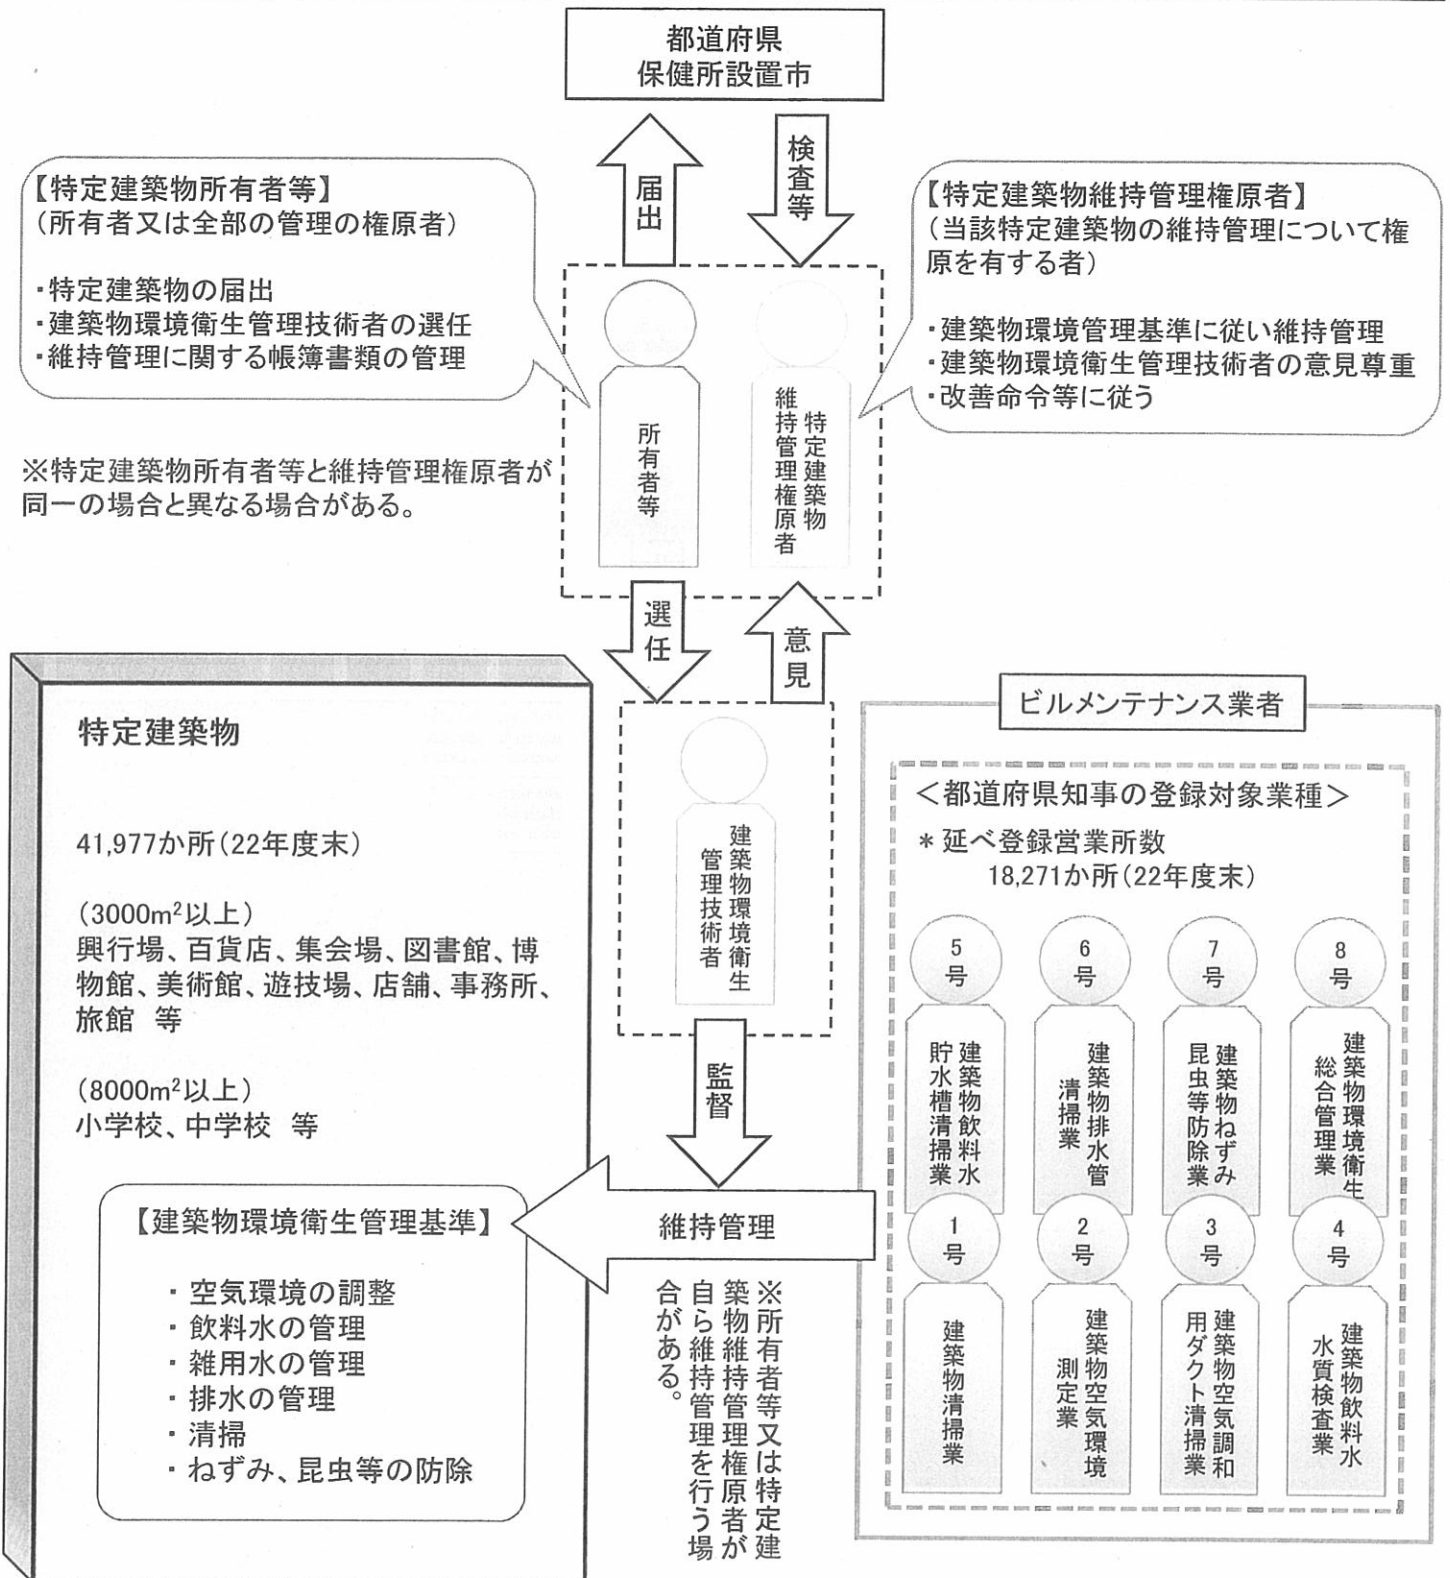 都道府県
保健所設置市
届出
検査等
【特定建築物所有者等】
（所有者又は全部の管理の権原者）
・特定建築物の届出
・建築物環境衛生管理技術者の選任
・維持管理に関する帳簿書類の管理
【特定建築物維持管理権原者】
（当該特定建築物の維持管理について権
原を有する者）
・建築物環境管理基準に従い維持管理
・建築物環境衛生管理技術者の意見尊重
・改善命令等に従う
所有者等
特定建築物
維持管理権原者
※特定建築物所有者等と維持管理権原者が
同一の場合と異なる場合がある。
選任
意見
建築物環境衛生
管理技術者
監督
特定建築物
41,977か所（22年度末）
（3000m²以上）
興行場、百貨店、集会場、図書館、博
物館、美術館、遊技場、店舗、事務所、
旅館 等
（8000m²以上）
小学校、中学校 等
【建築物環境衛生管理基準】
・空気環境の調整
・飲料水の管理
・雑用水の管理
・排水の管理
・清掃
・ねずみ、昆虫等の防除
維持管理
※所有者等又は特定建
築物維持管理権原者が
自ら維持管理を行う場
合がある。
ビルメンテナンス業者
＜都道府県知事の登録対象業種＞
＊延べ登録営業所数
18,271か所（22年度末）
5号
建築物飲料水
貯水槽清掃業
6号
建築物排水管
清掃業
7号
建築物ねずみ
昆虫等防除業
8号
建築物環境衛生
総合管理業
1号
建築物清掃業
2号
建築物空気環境
測定業
3号
建築物空気調和
用ダクト清掃業
4号
建築物飲料水
水質検査業